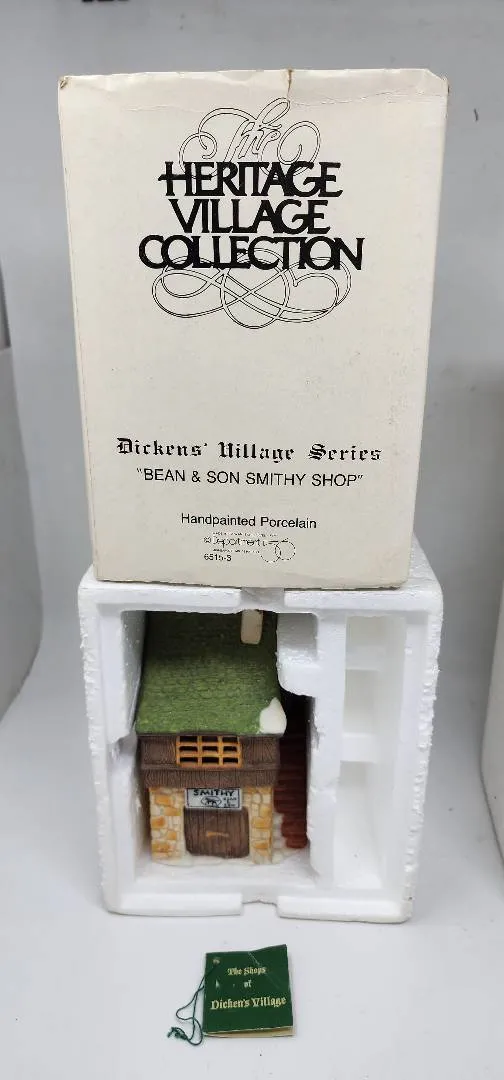 The
HERITAGE
VILLAGE
COLLECTION
Dickens' Village Series
"BEAN & SON SMITHY SHOP"
Handpainted Porcelain
© Department 56
6515-3
SMITHY
The Shops
of
Dicken's Village